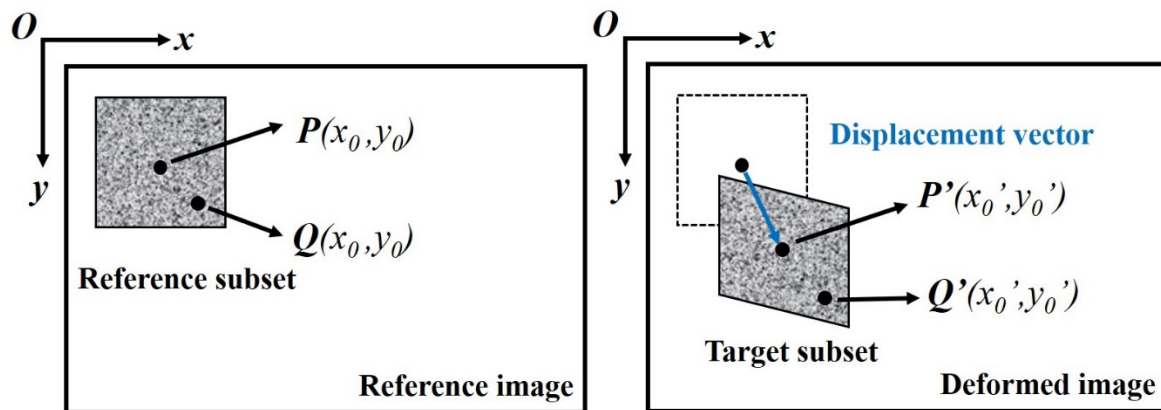 O
x
y
P(x₀,y₀)
Q(x₀,y₀)
Reference subset
Reference image
O
x
y
Displacement vector
P’(x₀’,y₀’)
Q’(x₀’,y₀’)
Target subset
Deformed image